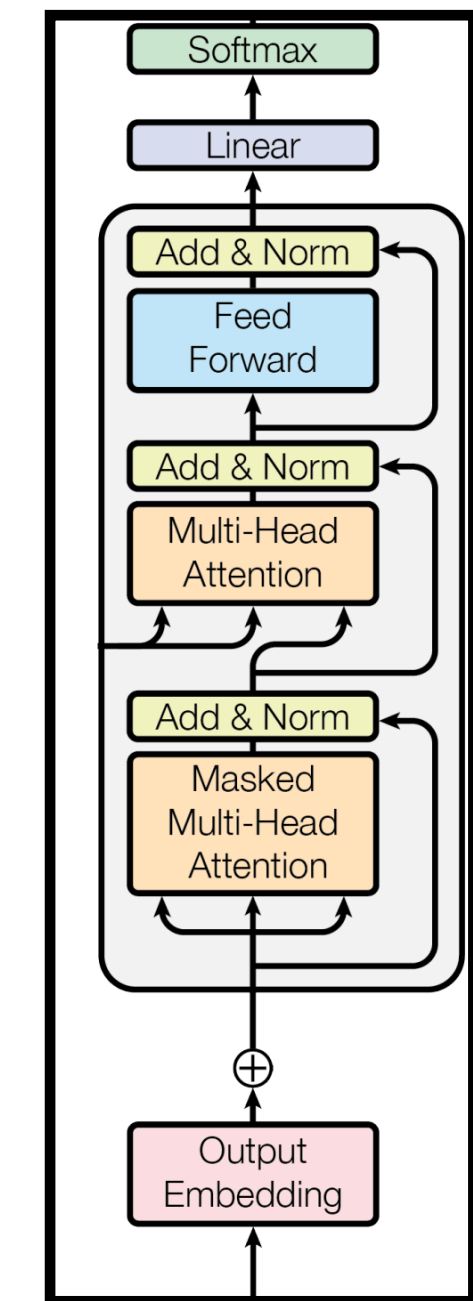 Softmax
Linear
Add & Norm
Feed
Forward
Add & Norm
Multi-Head
Attention
Add & Norm
Masked
Multi-Head
Attention
Output
Embedding